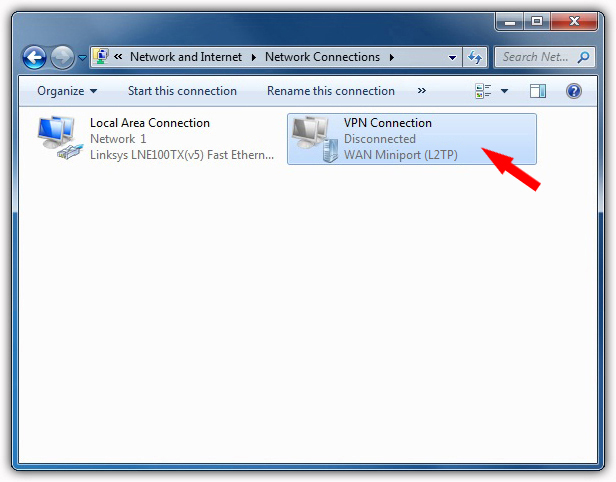 « Network and Internet Network Connections Search Net...
Organize Start this connection Rename this connection »
Local Area Connection
Network 1
Linksys LNE100TX(v5) Fast Ethern...
VPN Connection
Disconnected
WAN Miniport (L2TP)